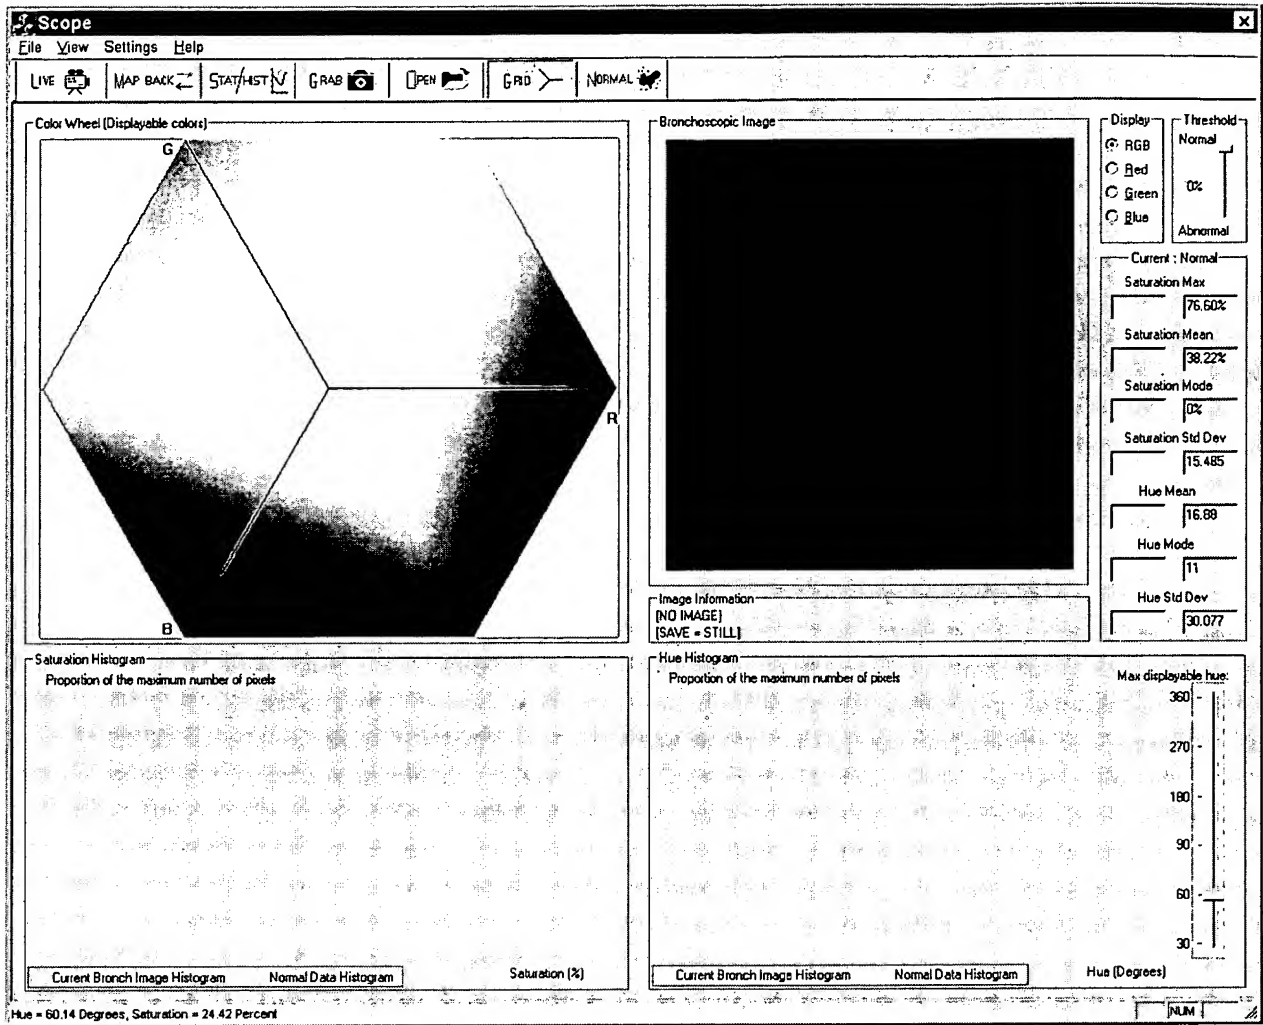 Scope
File View Settings Help
LIVE MAP BACK STAT/HIST GRAB OPEN GRID NORMAL
Color Wheel (Displayable colors)
G
R
B
Bronchoscopic Image
Display
RGB
Red
Green
Blue
Threshold
Normal
0%
Abnormal
Current : Normal
Saturation Max
76.60%
Saturation Mean
38.22%
Saturation Mode
0%
Saturation Std Dev
15.485
Hue Mean
16.88
Hue Mode
11
Hue Std Dev
30.077
Image Information
[NO IMAGE]
[SAVE = STILL]
Saturation Histogram
Proportion of the maximum number of pixels
Current Bronch Image Histogram Normal Data Histogram
Saturation (%)
Hue Histogram
Proportion of the maximum number of pixels
Max displayable hue:
360
270
180
90
60
30
Current Bronch Image Histogram Normal Data Histogram
Hue (Degrees)
Hue = 60.14 Degrees, Saturation = 24.42 Percent
NUM